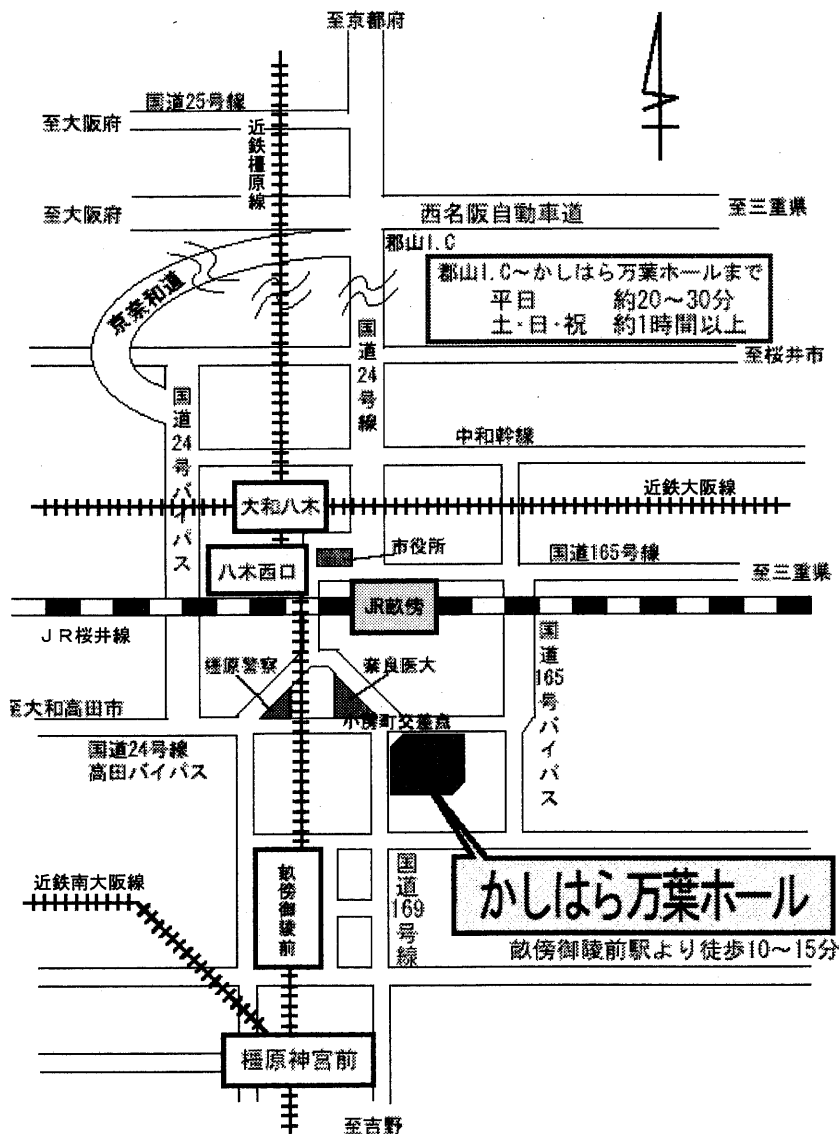 至京都府
国道25号線
至大阪府
近鉄橿原線
至大阪府
西名阪自動車道
至三重県
郡山I.C
京奈和道
郡山I.C～かしはら万葉ホールまで
平日　約20～30分
土・日・祝　約1時間以上
国道24号線
至桜井市
国道24号バイパス
中和幹線
大和八木
近鉄大阪線
市役所
国道165号線
八木西口
至三重県
JR畝傍
JR桜井線
国道165号バイパス
橿原警察
奈良医大
至大和高田市
小房町交差点
国道24号線
高田バイパス
かしはら万葉ホール
畝傍御陵前駅より徒歩10～15分
近鉄南大阪線
畝傍御陵前
国道169号線
橿原神宮前
至吉野